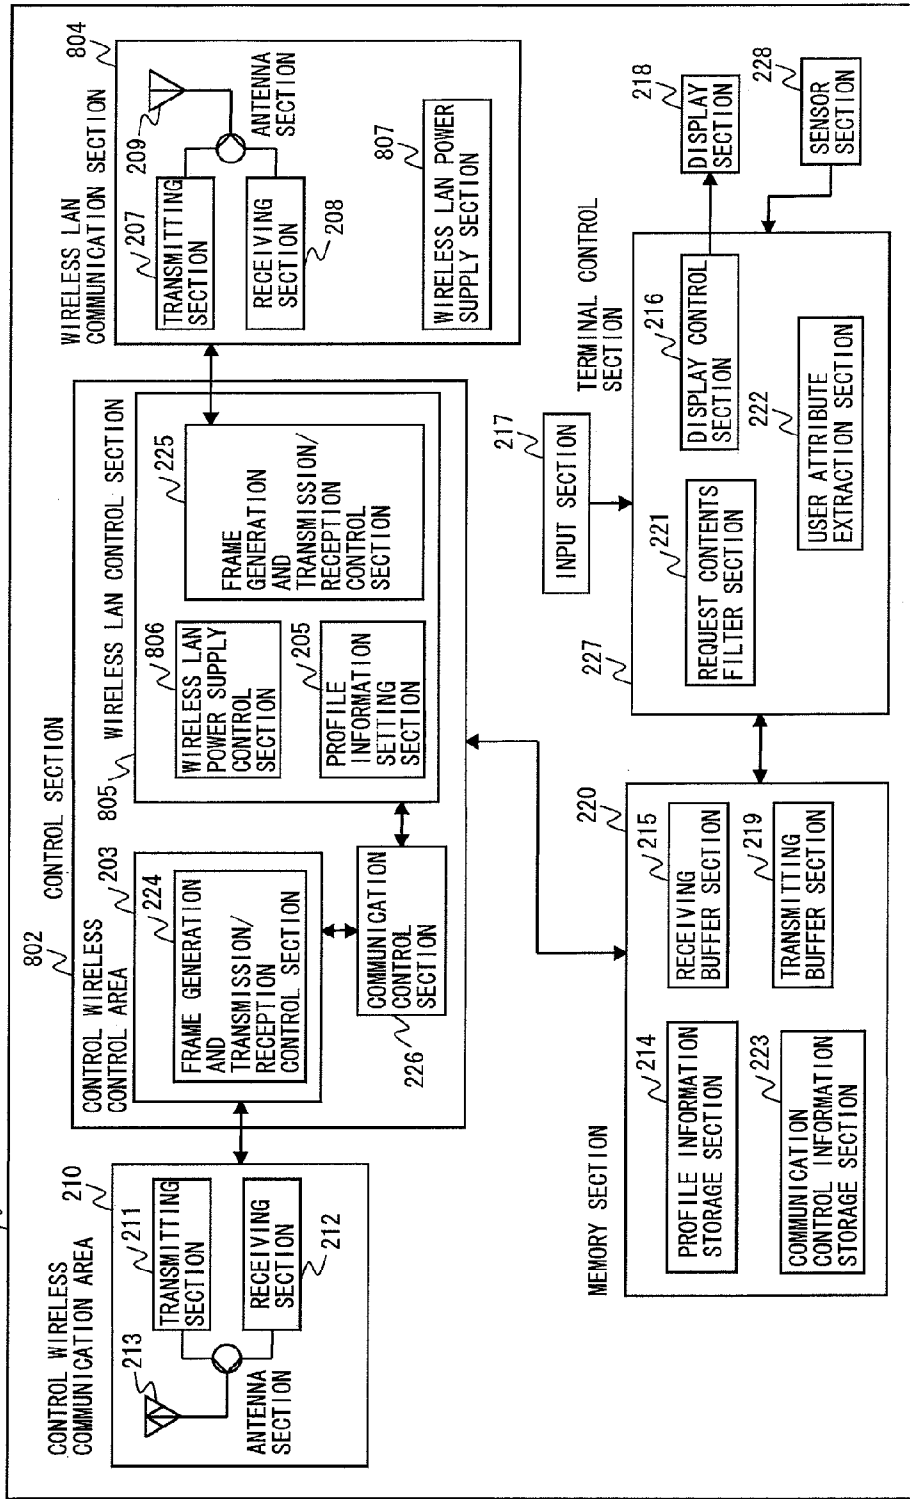 CONTROL WIRELESS
COMMUNICATION AREA
210
213
211
TRANSMITTING
SECTION
RECEIVING
SECTION
212
ANTENNA
SECTION
802
CONTROL SECTION
CONTROL WIRELESS
CONTROL AREA
203
224
FRAME GENERATION
AND
TRANSMISSION/
RECEPTION
CONTROL SECTION
COMMUNICATION
CONTROL
SECTION
226
805
WIRELESS LAN CONTROL SECTION
806
WIRELESS LAN
POWER SUPPLY
CONTROL
SECTION
205
PROFILE
INFORMATION
SETTING
SECTION
225
FRAME
GENERATION
AND
TRANSMISSION/
RECEPTION
CONTROL
SECTION
WIRELESS LAN
COMMUNICATION SECTION
804
207
TRANSMITTING
SECTION
209
RECEIVING
SECTION
208
ANTENNA
SECTION
807
WIRELESS LAN POWER
SUPPLY SECTION
MEMORY SECTION
220
214
PROFILE INFORMATION
STORAGE SECTION
215
RECEIVING
BUFFER SECTION
223
COMMUNICATION
CONTROL INFORMATION
STORAGE SECTION
219
TRANSMITTING
BUFFER SECTION
217
INPUT SECTION
TERMINAL CONTROL
SECTION
227
221
REQUEST CONTENTS
FILTER SECTION
216
DISPLAY CONTROL
SECTION
222
USER ATTRIBUTE
EXTRACTION SECTION
218
DISPLAY
SECTION
228
SENSOR
SECTION